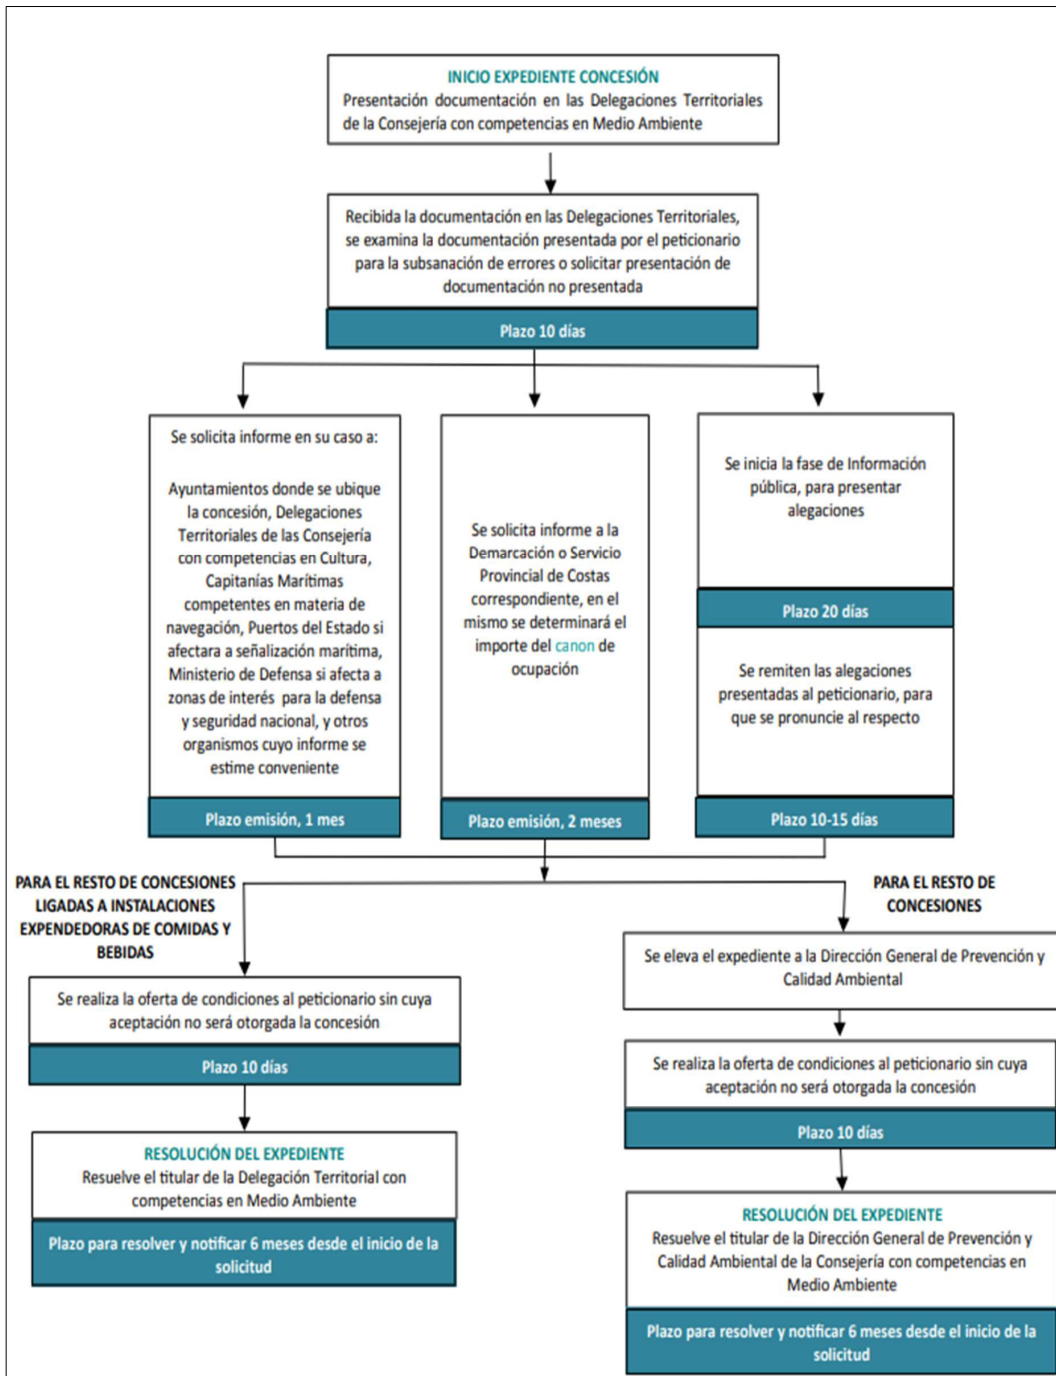 INICIO EXPEDIENTE CONCESIÓN
Presentación documentación en las Delegaciones Territoriales
de la Consejería con competencias en Medio Ambiente
Recibida la documentación en las Delegaciones Territoriales,
se examina la documentación presentada por el peticionario
para la subsanación de errores o solicitar presentación de
documentación no presentada
Plazo 10 días
Se solicita informe en su caso a:
Ayuntamientos donde se ubique
la concesión, Delegaciones
Territoriales de las Consejería
con competencias en Cultura,
Capitanías Marítimas
competentes en materia de
navegación, Puertos del Estado si
afectara a señalización marítima,
Ministerio de Defensa si afecta a
zonas de interés para la defensa
y seguridad nacional, y otros
organismos cuyo informe se
estime conveniente
Plazo emisión, 1 mes
Se solicita informe a la
Demarcación o Servicio
Provincial de Costas
correspondiente, en el
mismo se determinará el
importe del canon de
ocupación
Plazo emisión, 2 meses
Se inicia la fase de Información
pública, para presentar
alegaciones
Plazo 20 días
Se remiten las alegaciones
presentadas al peticionario, para
que se pronuncie al respecto
Plazo 10-15 días
PARA EL RESTO DE CONCESIONES
LIGADAS A INSTALACIONES
EXPENDEDORAS DE COMIDAS Y
BEBIDAS
Se realiza la oferta de condiciones al peticionario sin cuya
aceptación no será otorgada la concesión
Plazo 10 días
RESOLUCIÓN DEL EXPEDIENTE
Resuelve el titular de la Delegación Territorial con
competencias en Medio Ambiente
Plazo para resolver y notificar 6 meses desde el inicio de la
solicitud
PARA EL RESTO DE
CONCESIONES
Se eleva el expediente a la Dirección General de Prevención y
Calidad Ambiental
Se realiza la oferta de condiciones al peticionario sin cuya
aceptación no será otorgada la concesión
Plazo 10 días
RESOLUCIÓN DEL EXPEDIENTE
Resuelve el titular de la Dirección General de Prevención y
Calidad Ambiental de la Consejería con competencias en
Medio Ambiente
Plazo para resolver y notificar 6 meses desde el inicio de la
solicitud